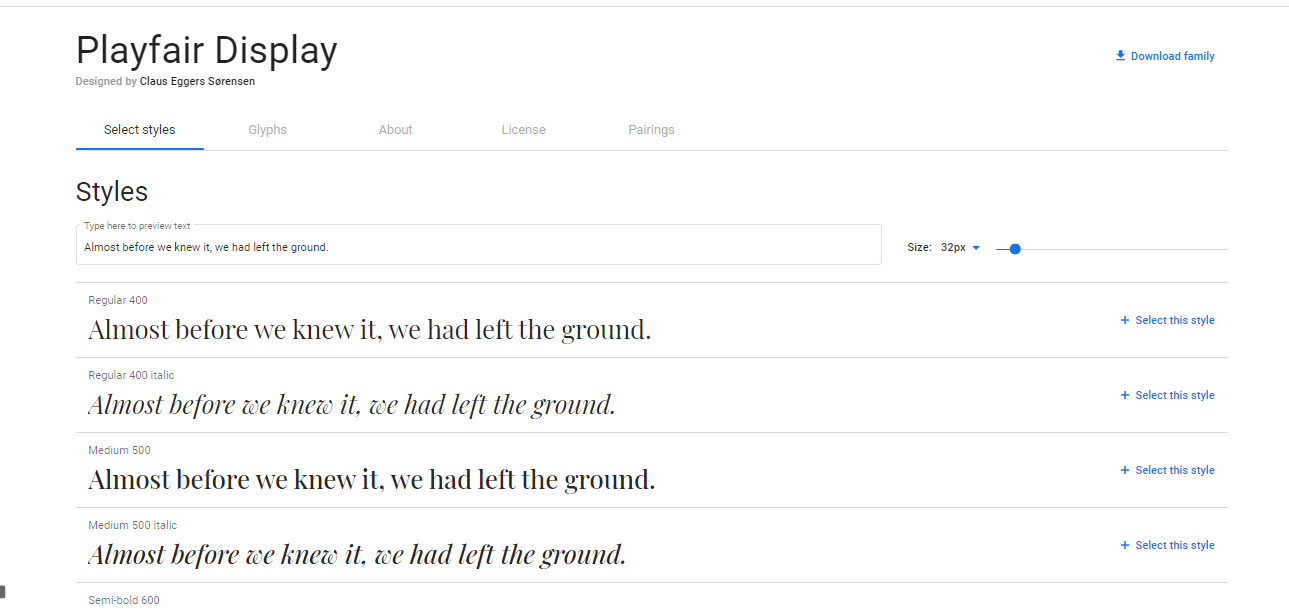 Playfair Display
Download family
Designed by Claus Eggers Sørensen
Select styles Glyphs About License Pairings
Styles
Type here to preview text
Almost before we knew it, we had left the ground.
Size: 32px
Regular 400
Almost before we knew it, we had left the ground.
+ Select this style
Regular 400 italic
Almost before we knew it, we had left the ground.
+ Select this style
Medium 500
Almost before we knew it, we had left the ground.
+ Select this style
Medium 500 italic
Almost before we knew it, we had left the ground.
+ Select this style
Semi-bold 600